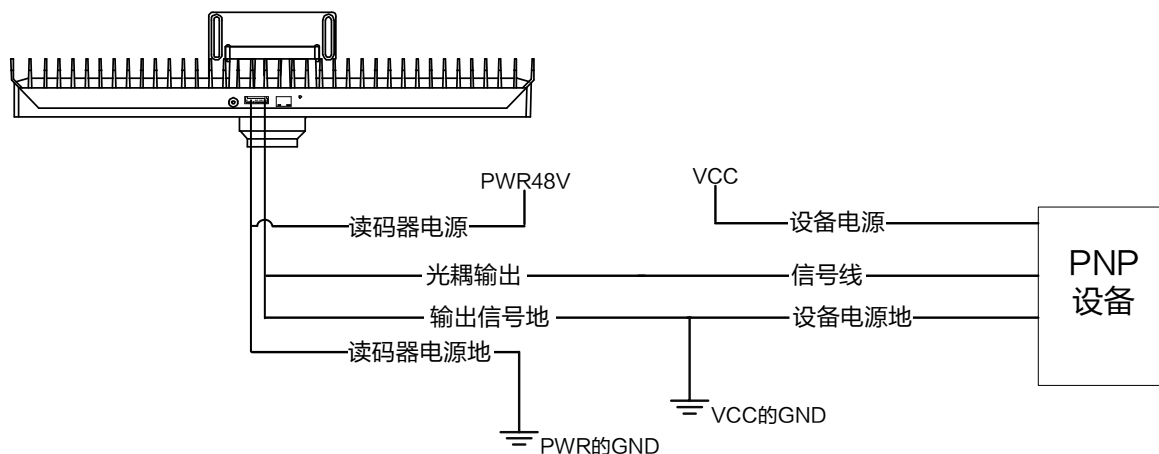 PWR48V
VCC
读码器电源
设备电源
光耦输出
信号线
PNP
设备
输出信号地
设备电源地
读码器电源地
VCC的GND
PWR的GND